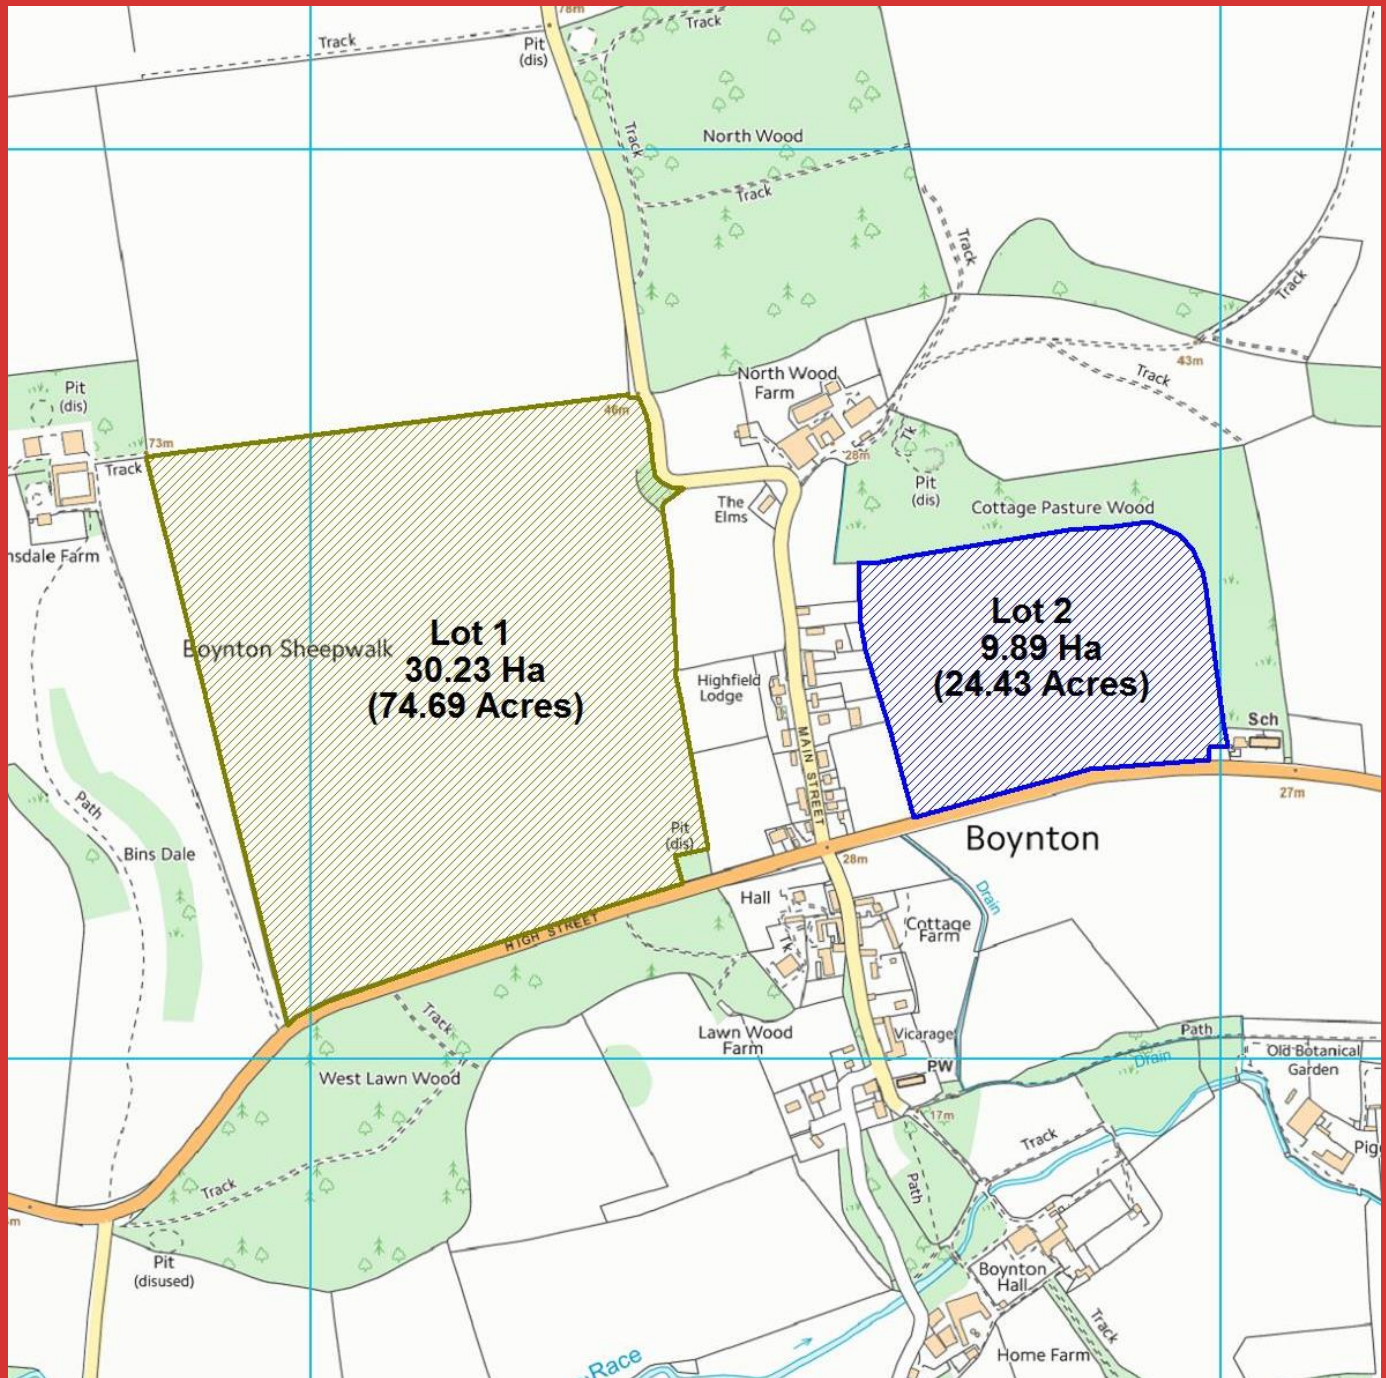 78m
Track
Track
Pit
(dis)
Track
North Wood
Track
Track
Track
43m
Track
North Wood
Farm
Pit
(dis)
46m
73m
Track
Tk
28m
Pit
(dis)
The
Elms
Cottage Pasture Wood
nsdale Farm
Boynton Sheepwalk
Lot 1
30.23 Ha
(74.69 Acres)
Lot 2
9.89 Ha
(24.43 Acres)
Highfield
Lodge
Sch
MAIN STREET
27m
Path
Pit
(dis)
Bins Dale
Boynton
28m
Drain
Hall
HIGH STREET
Tk
Cottage
Farm
Track
Lawn Wood
Farm
Vicarage
PW
Path
Drain
Old Botanical
Garden
West Lawn Wood
17m
Track
Pig
Track
Path
m
Pit
(disused)
Boynton
Hall
Track
Home Farm
Race